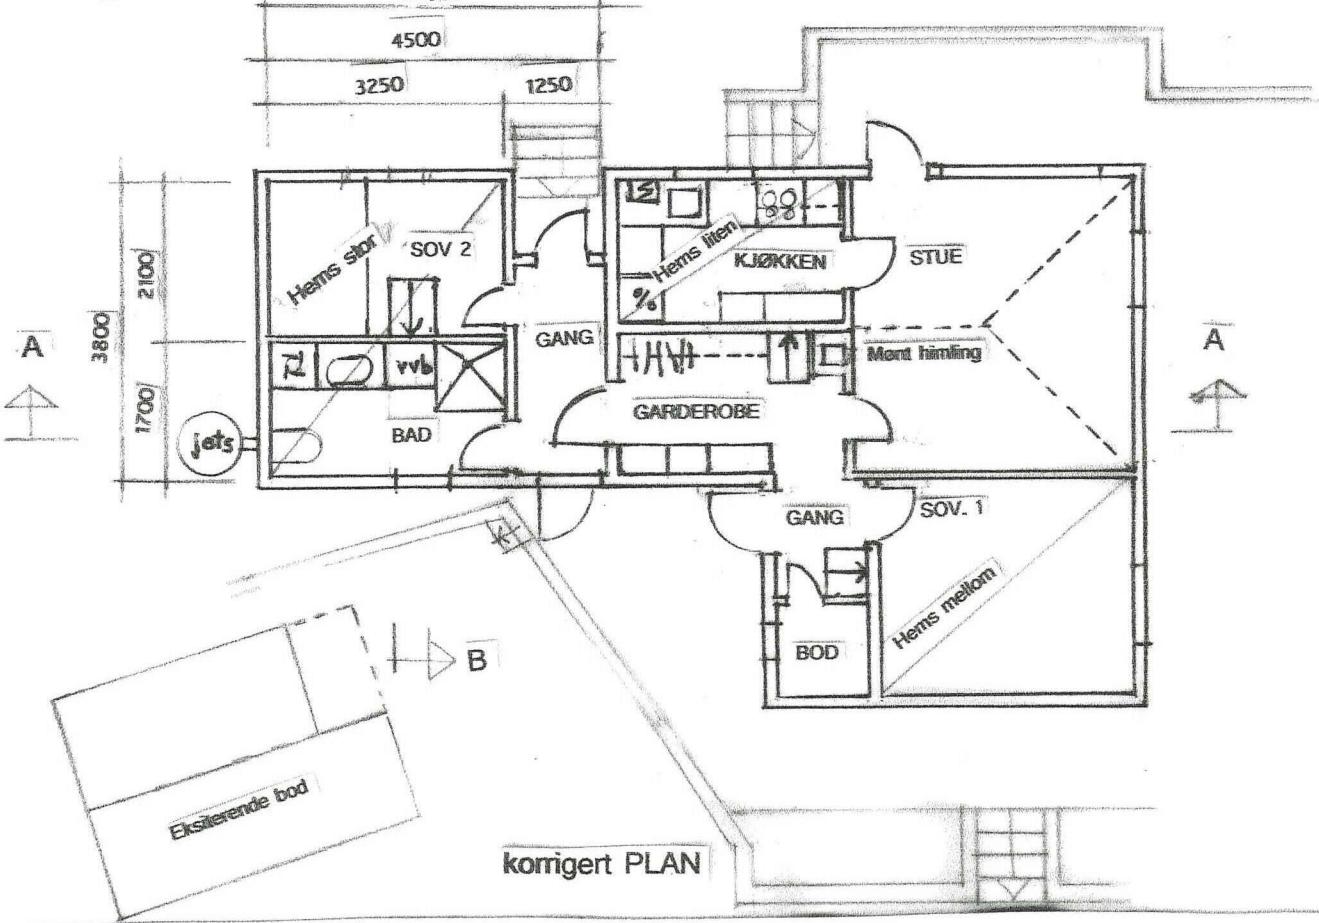 4500
3250
1250
SOV 2
Hems stor
Hems liten
KJØKKEN
STUE
2100
3800
1700
A
A
GANG
Mønt himling
vvb
GARDEROBE
BAD
jets
GANG
SOV. 1
K
Hems mellom
B
BOD
Eksiterende bod
korrigert PLAN